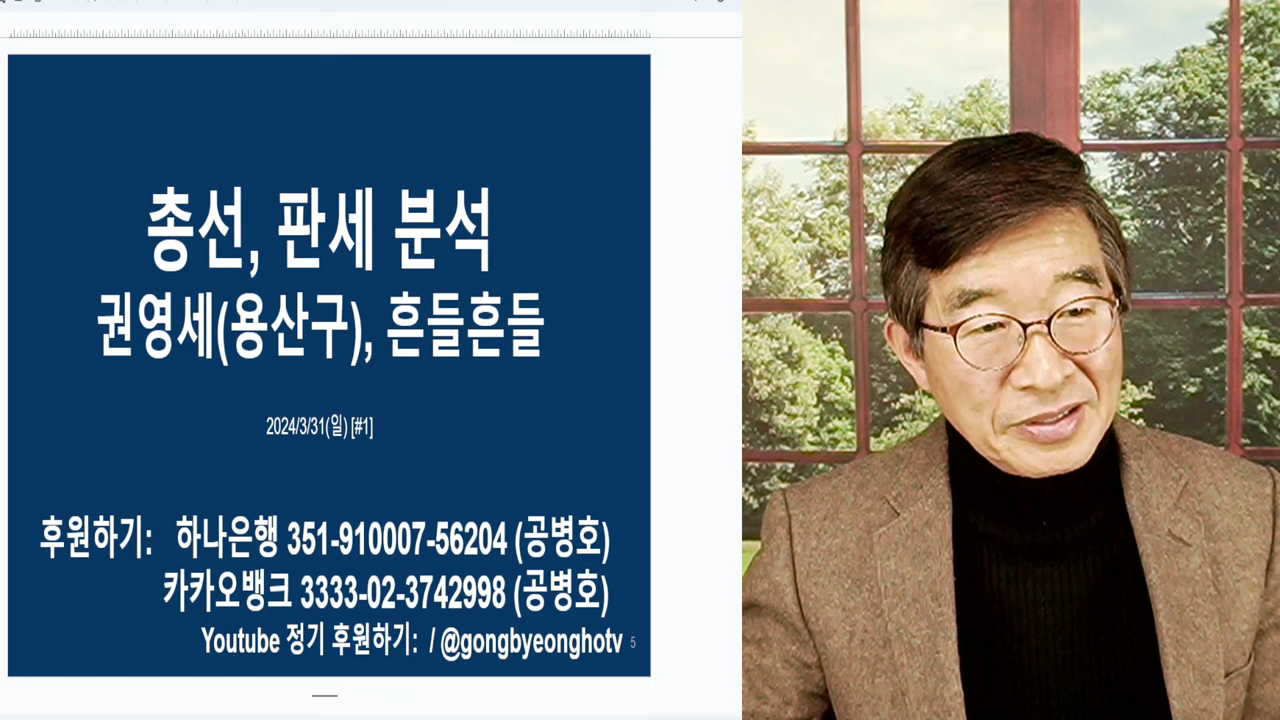 총선, 판세 분석
권영세(용산구), 흔들흔들
2024/3/31(일) [#1]
후원하기: 하나은행 351-910007-56204 (공병호)
카카오뱅크 3333-02-3742998 (공병호)
Youtube 정기 후원하기: / @gongbyeonghotv
5